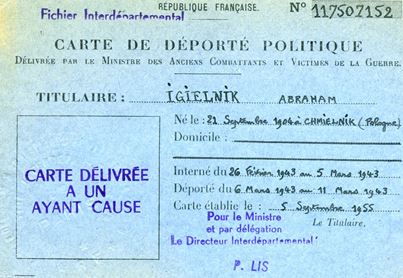 RÉPUBLIQUE FRANÇAISE.
Fichier Interdépartemental
N° 117507152
CARTE DE DÉPORTÉ POLITIQUE
DÉLIVRÉE PAR LE MINISTRE DES ANCIENS COMBATTANTS ET VICTIMES DE LA GUERRE.
TITULAIRE : IGIELNIK ABRAHAM
Né le : 21 Septembre 1904 à CHMIELNIK (Pologne)
Domicile :
Interné du 26 Février 1943 au 5 Mars 1943
Déporté du 6 Mars 1943 au 11 Mars 1943
Carte établie le : 5 Septembre 1955
CARTE DÉLIVRÉE
A UN
AYANT CAUSE
Pour le Ministre
et par délégation
Le Directeur Interdépartemental
Le Titulaire,
P. LIS